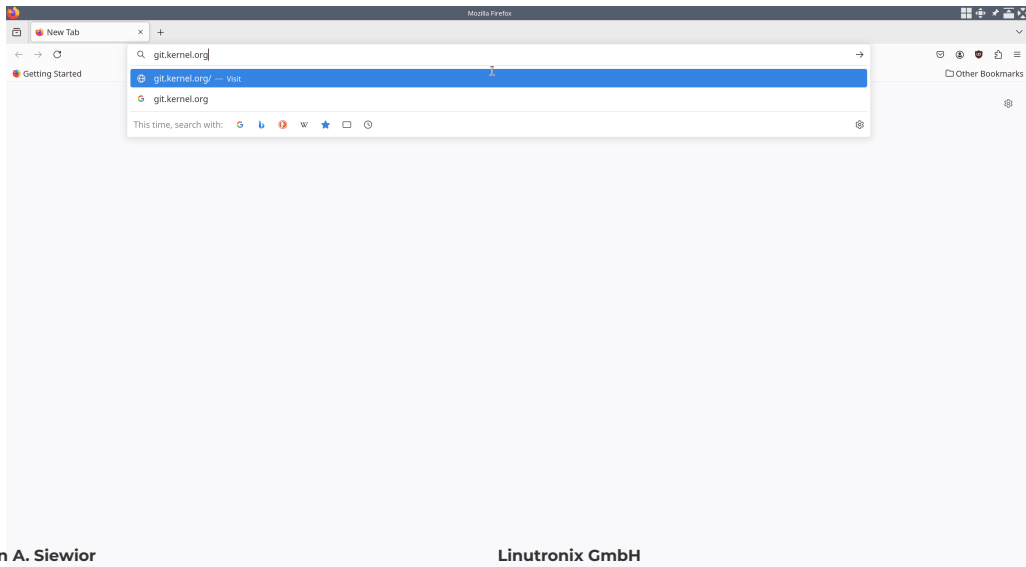 Mozilla Firefox
New Tab
git.kernel.org
git.kernel.org/ — Visit
Getting Started
Other Bookmarks
git.kernel.org
This time, search with:
n A. Siewior
Linutronix GmbH